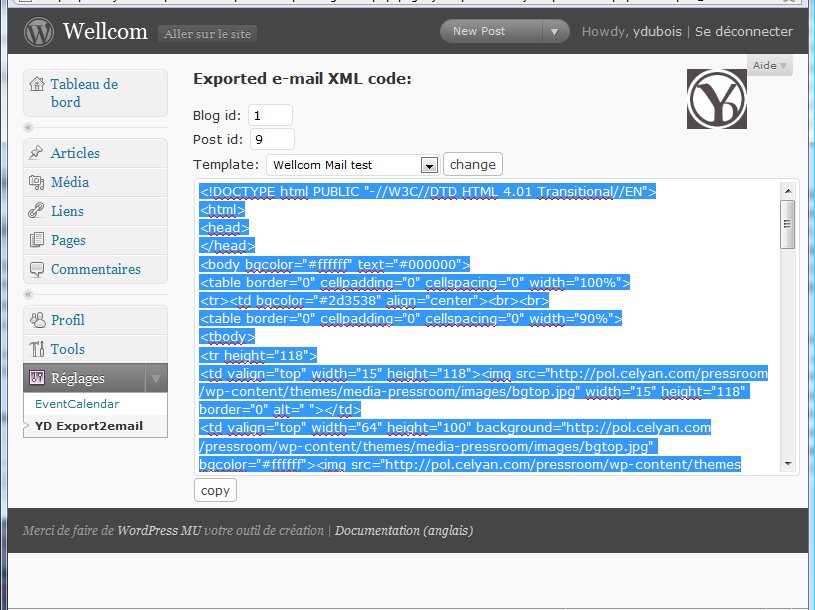 Wellcom
Aller sur le site
New Post
Howdy, ydubois | Se déconnecter
Aide
Tableau de
bord
Articles
Média
Liens
Pages
Commentaires
Profil
Tools
Réglages
EventCalendar
YD Export2email
Exported e-mail XML code:
Blog id: 1
Post id: 9
Template: Wellcom Mail test change
<!DOCTYPE html PUBLIC "-//W3C//DTD HTML 4.01 Transitional//EN">
<html>
<head>
</head>
<body bgcolor="#ffffff" text="#000000">
<table border="0" cellpadding="0" cellspacing="0" width="100%">
<tr><td bgcolor="#2d3538" align="center"><br><br>
<table border="0" cellpadding="0" cellspacing="0" width="90%">
<tbody>
<tr height="118">
<td valign="top" width="15" height="118"><img src="http://pol.celyan.com/pressroom
/wp-content/themes/media-pressroom/images/bgtop.jpg" width="15" height="118"
border="0" alt=" "></td>
<td valign="top" width="64" height="100" background="http://pol.celyan.com
/pressroom/wp-content/themes/media-pressroom/images/bgtop.jpg"
bgcolor="#ffffff"><img src="http://pol.celyan.com/pressroom/wp-content/themes
copy
Merci de faire de WordPress MU votre outil de création | Documentation (anglais)